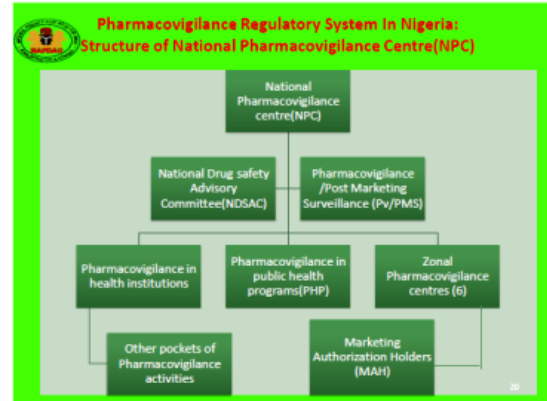 Pharmacovigilance Regulatory System In Nigeria:
Structure of National Pharmacovigilance Centre(NPC)
NAFDAC
National
Pharmacovigilance
centre(NPC)
National Drug safety
Advisory
Committee(NDSAC)
Pharmacovigilance
/Post Marketing
Surveillance (Pv/PMS)
Pharmacovigilance in
health institutions
Pharmacovigilance in
public health
programs(PHP)
Zonal
Pharmacovigilance
centres (6)
Other pockets of
Pharmacovigilance
activities
Marketing
Authorization Holders
(MAH)
20